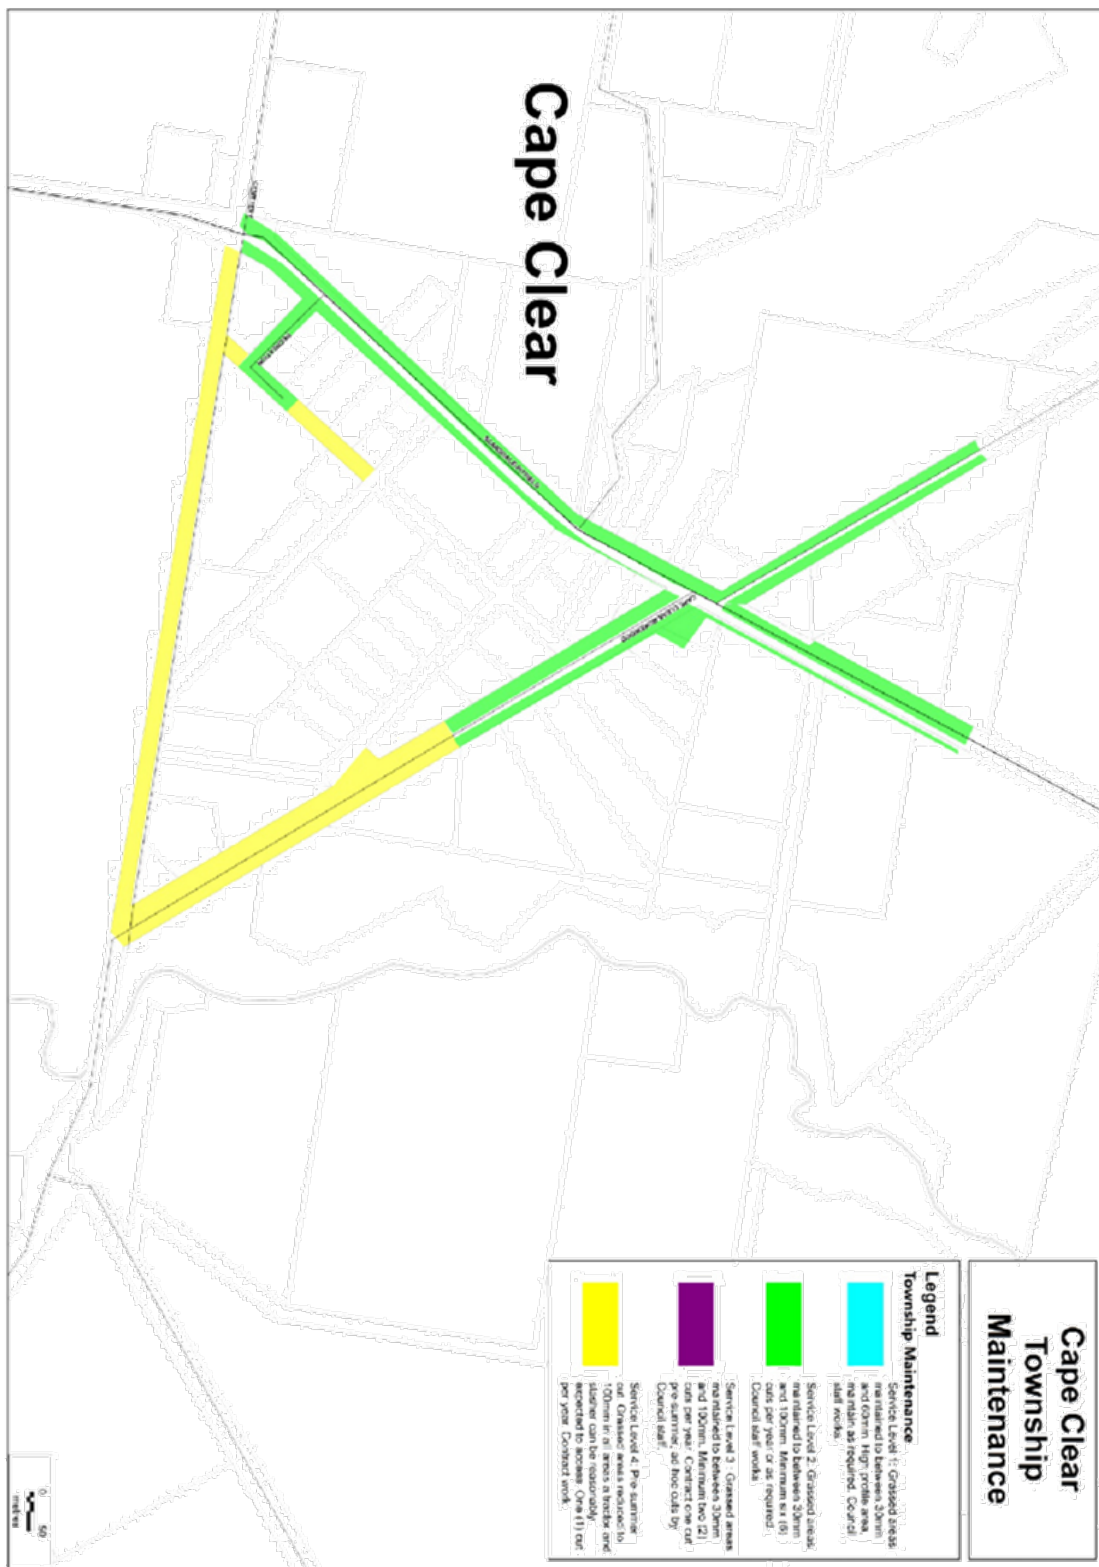 Cape Clear
Township
Maintenance
Cape Clear
Legend
Township Maintenance
Service Level 1: Grassed areas
maintained to between 30mm
and 60mm. High profile area,
maintain as required. Council
staff works.
Service Level 2: Grassed areas
maintained to between 30mm
and 100mm. Minimum six (6)
cuts per year or as required.
Council staff works.
Service Level 3 : Grassed areas
maintained to between 30mm
and 100mm. Minimum two (2)
cuts per year. Contract one cut
pre-summer, ad hoc cuts by
Council staff.
Service Level 4: Pre-summer
cut. Grassed areas reduced to
100mm in all areas a tractor and
slasher can be reasonably
expected to access. One (1) cut
per year. Contract work.
0 50
metres